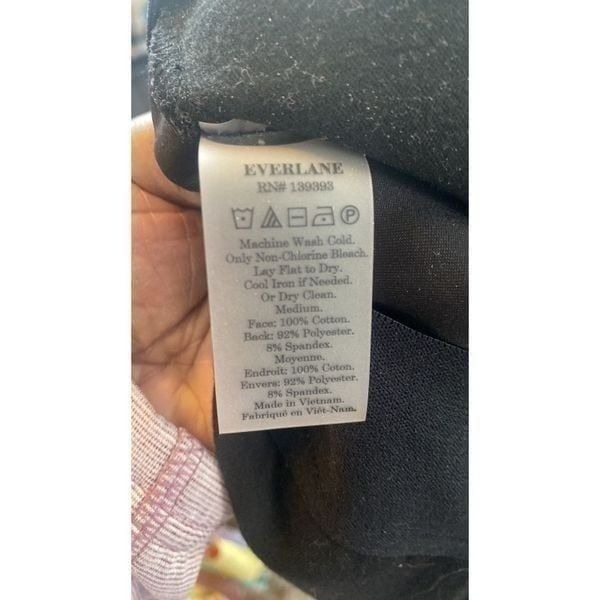 EVERLANE
RN# 139393
Machine Wash Cold.
Only Non-Chlorine Bleach.
Lay Flat to Dry.
Cool Iron if Needed.
Or Dry Clean.
Medium.
Face: 100% Cotton.
Back: 92% Polyester.
8% Spandex.
Moyenne.
Endroit: 100% Coton.
Envers: 92% Polyester.
8% Spandex.
Made in Vietnam.
Fabriqué en Viêt-Nam.